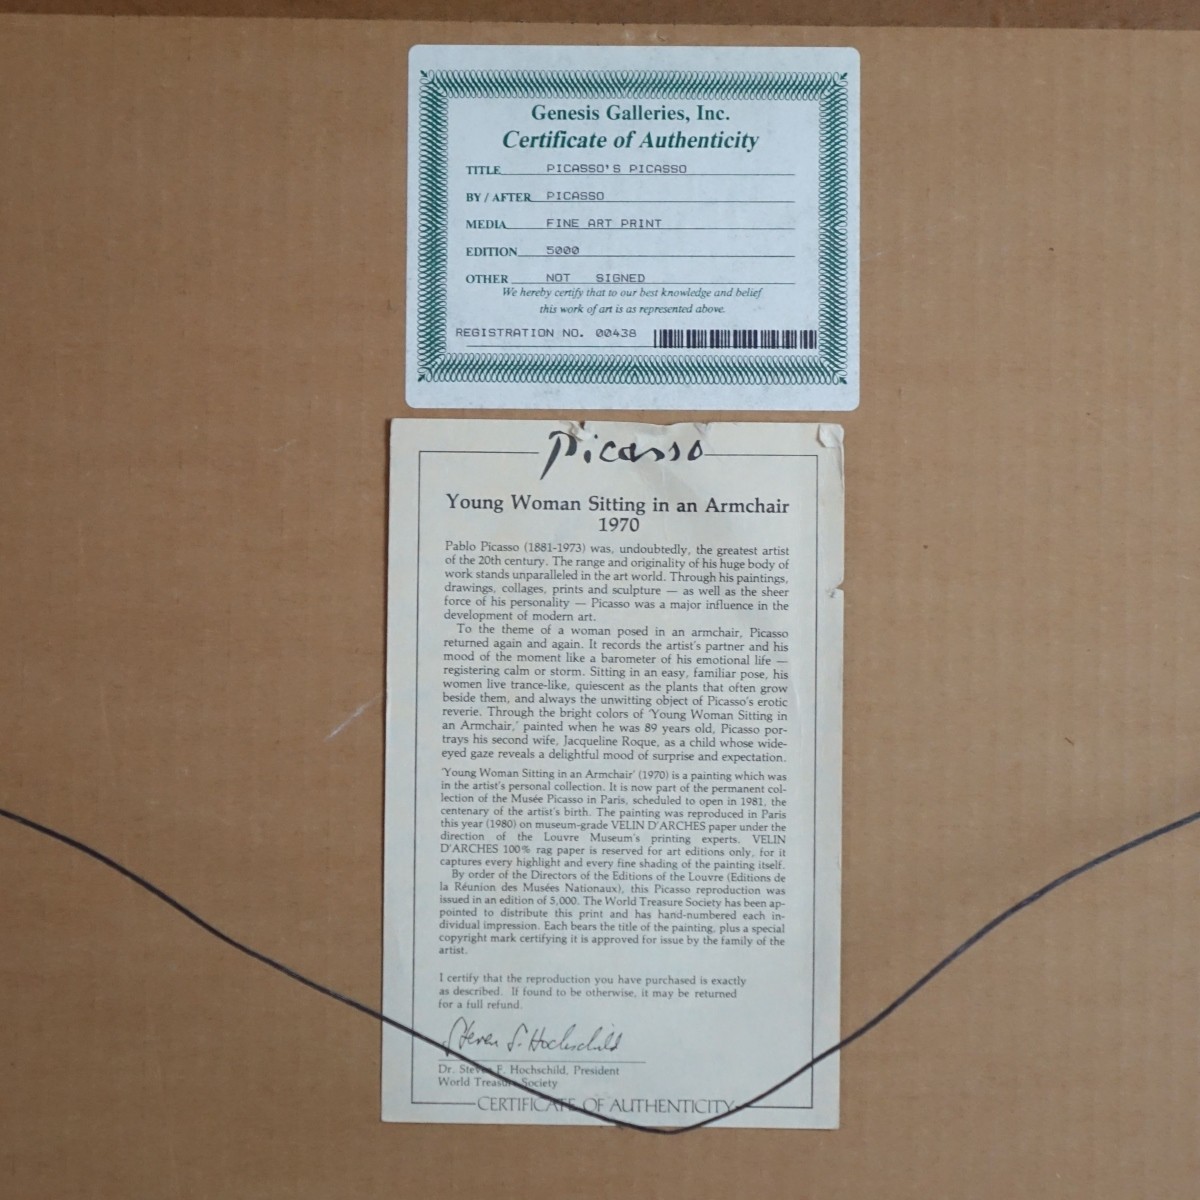 Genesis Galleries, Inc.
Certificate of Authenticity
TITLE PICASSO'S PICASSO
BY / AFTER PICASSO
MEDIA FINE ART PRINT
EDITION 5000
OTHER NOT SIGNED
We hereby certify that to our best knowledge and belief
this work of art is as represented above.
REGISTRATION NO. 00438
Picasso
Young Woman Sitting in an Armchair
1970
Pablo Picasso (1881-1973) was, undoubtedly, the greatest artist
of the 20th century. The range and originality of his huge body of
work stands unparalleled in the art world. Through his paintings,
drawings, collages, prints and sculpture — as well as the sheer
force of his personality — Picasso was a major influence in the
development of modern art.
To the theme of a woman posed in an armchair, Picasso
returned again and again. It records the artist's partner and his
mood of the moment like a barometer of his emotional life —
registering calm or storm. Sitting in an easy, familiar pose, his
women live trance-like, quiescent as the plants that often grow
beside them, and always the unwitting object of Picasso's erotic
reverie. Through the bright colors of 'Young Woman Sitting in
an Armchair,' painted when he was 89 years old, Picasso por-
trays his second wife, Jacqueline Roque, as a child whose wide-
eyed gaze reveals a delightful mood of surprise and expectation.
'Young Woman Sitting in an Armchair' (1970) is a painting which was
in the artist's personal collection. It is now part of the permanent col-
lection of the Musée Picasso in Paris, scheduled to open in 1981, the
centenary of the artist's birth. The painting was reproduced in Paris
this year (1980) on museum-grade VELIN D'ARCHES paper under the
direction of the Louvre Museum's printing experts. VELIN
D'ARCHES 100% rag paper is reserved for art editions only, for it
captures every highlight and every fine shading of the painting itself.
By order of the Directors of the Editions of the Louvre (Editions de
la Réunion des Musées Nationaux), this Picasso reproduction was
issued in an edition of 5,000. The World Treasure Society has been ap-
pointed to distribute this print and has hand-numbered each in-
dividual impression. Each bears the title of the painting, plus a special
copyright mark certifying it is approved for issue by the family of the
artist.
I certify that the reproduction you have purchased is exactly
as described. If found to be otherwise, it may be returned
for a full refund.
Steven F. Hochschild
Dr. Steven F. Hochschild, President
World Treasure Society
CERTIFICATE OF AUTHENTICITY